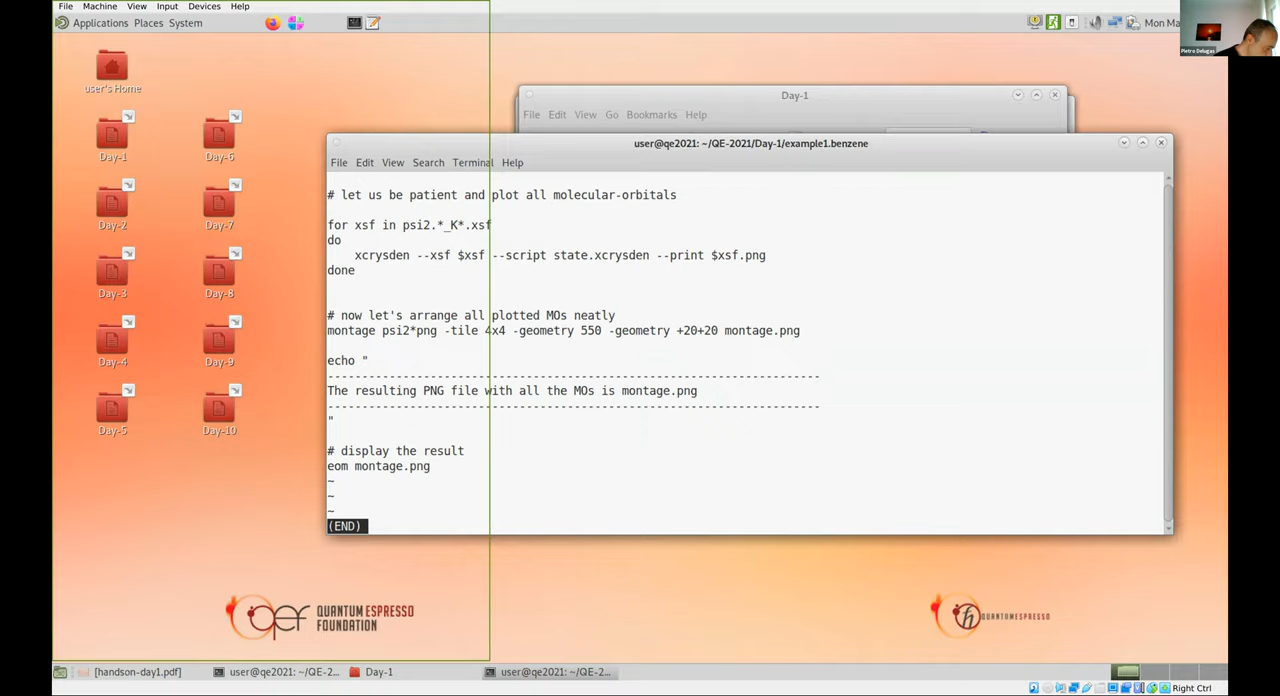 File Machine View Input Devices Help
Applications Places System
Mon Ma
Pietro Delugas
user's Home
Day-1
Day-6
Day-2
Day-7
Day-3
Day-8
Day-4
Day-9
Day-5
Day-10
Day-1
File Edit View Go Bookmarks Help
user@qe2021: ~/QE-2021/Day-1/example1.benzene
File Edit View Search Terminal Help
# let us be patient and plot all molecular-orbitals
for xsf in psi2.*_K*.xsf
do
xcrysden --xsf $xsf --script state.xcrysden --print $xsf.png
done
# now let's arrange all plotted MOs neatly
montage psi2*png -tile 4x4 -geometry 550 -geometry +20+20 montage.png
echo "
------------------------------------------------------------------------
The resulting PNG file with all the MOs is montage.png
------------------------------------------------------------------------
"
# display the result
eom montage.png
~
~
~
(END)
QUANTUM ESPRESSO
FOUNDATION
QUANTUMESPRESSO
[handson-day1.pdf]
user@qe2021: ~/QE-2...
Day-1
user@qe2021: ~/QE-2...
Right Ctrl